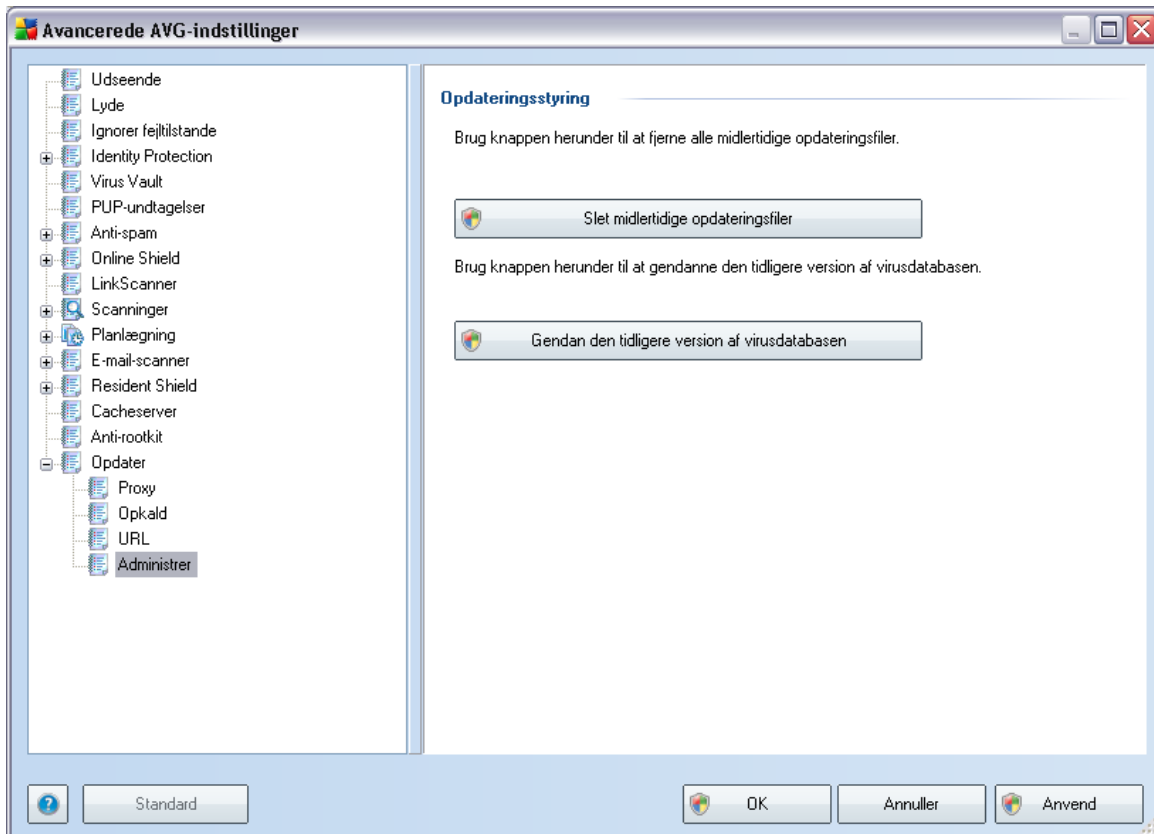 Avancerede AVG-indstillinger
Udseende
Lyde
Ignorer fejltilstande
Identity Protection
Virus Vault
PUP-undtagelser
Anti-spam
Online Shield
LinkScanner
Scanninger
Planlægning
E-mail-scanner
Resident Shield
Cacheserver
Anti-rootkit
Opdater
Proxy
Opkald
URL
Administrer
Opdateringsstyring
Brug knappen herunder til at fjerne alle midlertidige opdateringsfiler.
Slet midlertidige opdateringsfiler
Brug knappen herunder til at gendanne den tidligere version af virusdatabasen.
Gendan den tidligere version af virusdatabasen
Standard
OK
Annuller
Anvend